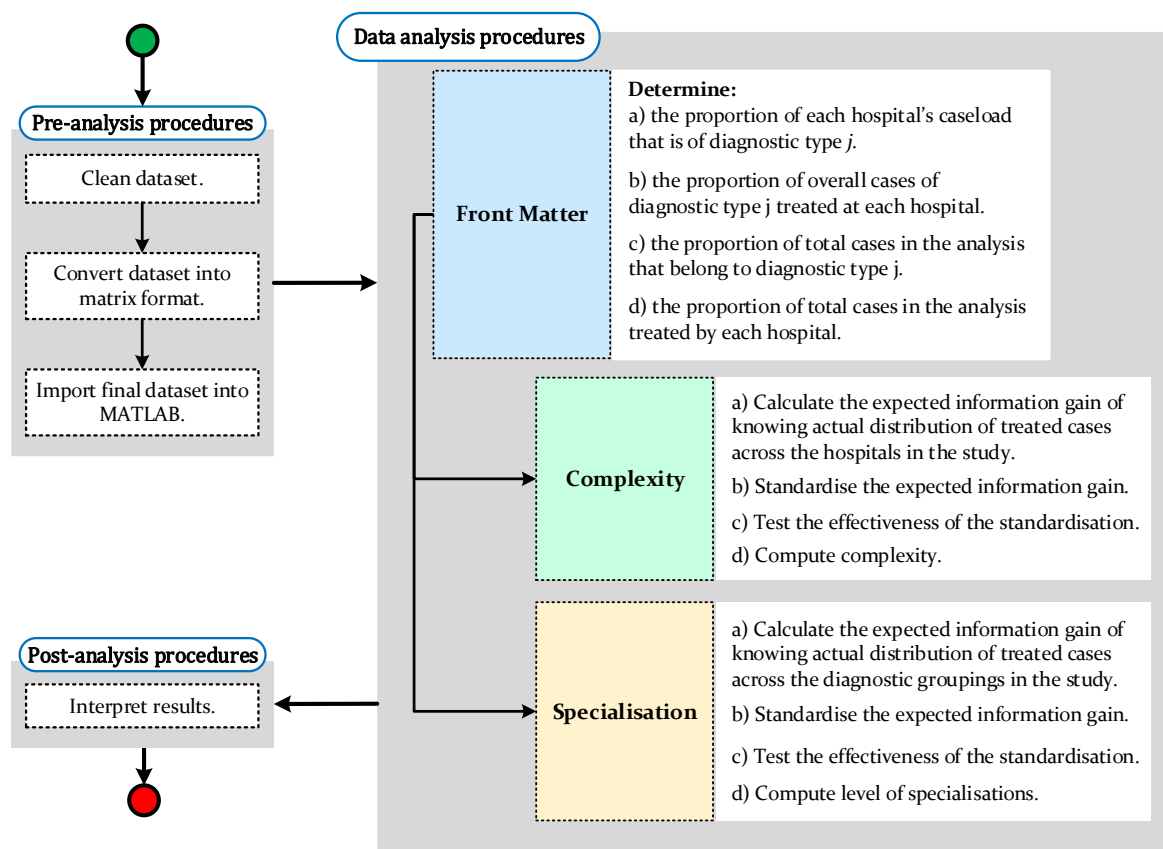 Pre-analysis procedures
Clean dataset.
Convert dataset into
matrix format.
Import final dataset into
MATLAB.
Data analysis procedures
Front Matter
Determine:
a) the proportion of each hospital's caseload
that is of diagnostic type j.
b) the proportion of overall cases of
diagnostic type j treated at each hospital.
c) the proportion of total cases in the analysis
that belong to diagnostic type j.
d) the proportion of total cases in the analysis
treated by each hospital.
Complexity
a) Calculate the expected information gain of
knowing actual distribution of treated cases
across the hospitals in the study.
b) Standardise the expected information gain.
c) Test the effectiveness of the standardisation.
d) Compute complexity.
Specialisation
a) Calculate the expected information gain of
knowing actual distribution of treated cases
across the diagnostic groupings in the study.
b) Standardise the expected information gain.
c) Test the effectiveness of the standardisation.
d) Compute level of specialisations.
Post-analysis procedures
Interpret results.